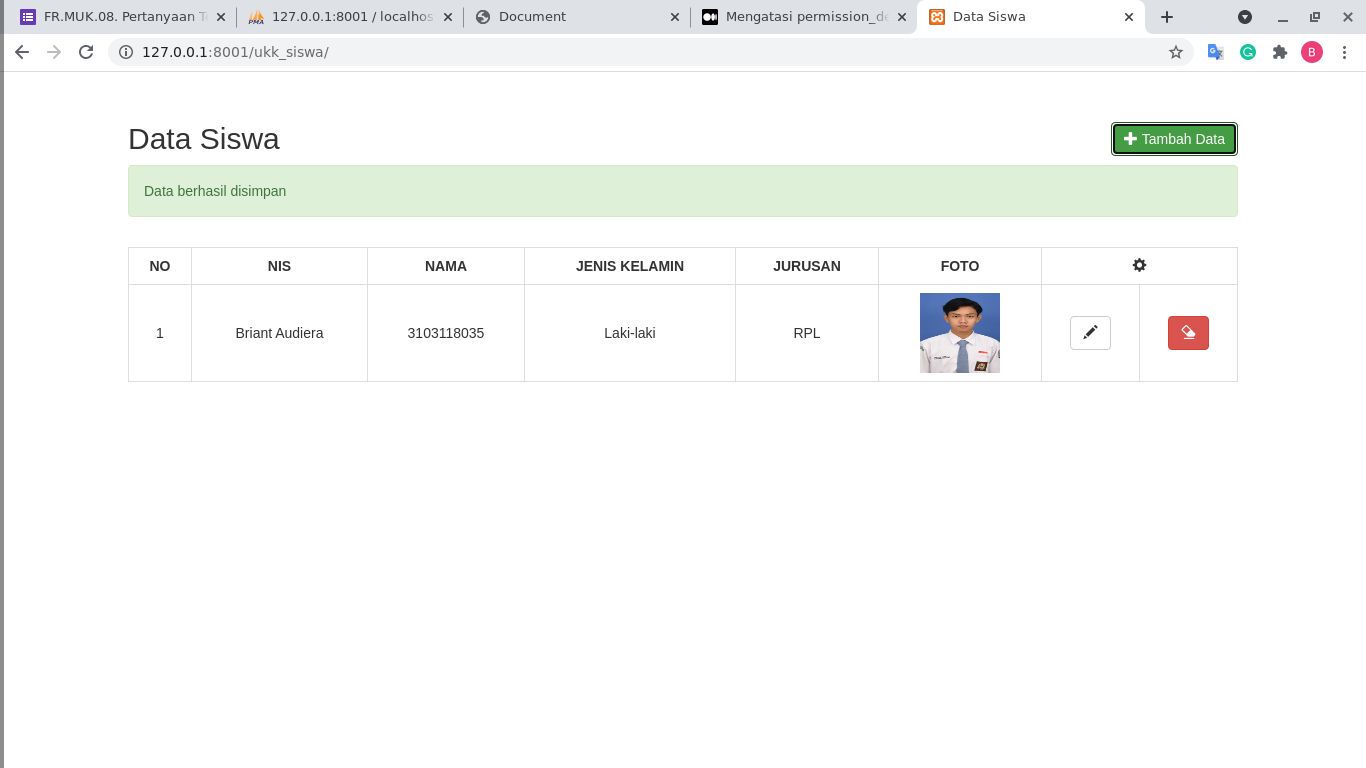 FR.MUK.08. Pertanyaan T
127.0.0.1:8001 / localhos
Document
Mengatasi permission_de
Data Siswa
127.0.0.1:8001/ukk_siswa/
B
Data Siswa
Tambah Data
Data berhasil disimpan
NO NIS NAMA JENIS KELAMIN JURUSAN FOTO
1 Briant Audiera 3103118035 Laki-laki RPL